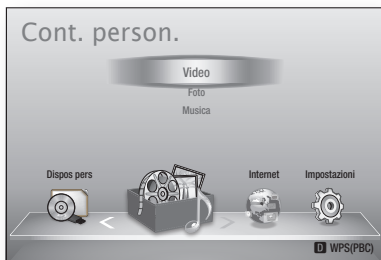 Cont. person.
Video
Foto
Musica
Dispos pers
Internet
Impostazioni
D WPS(PBC)